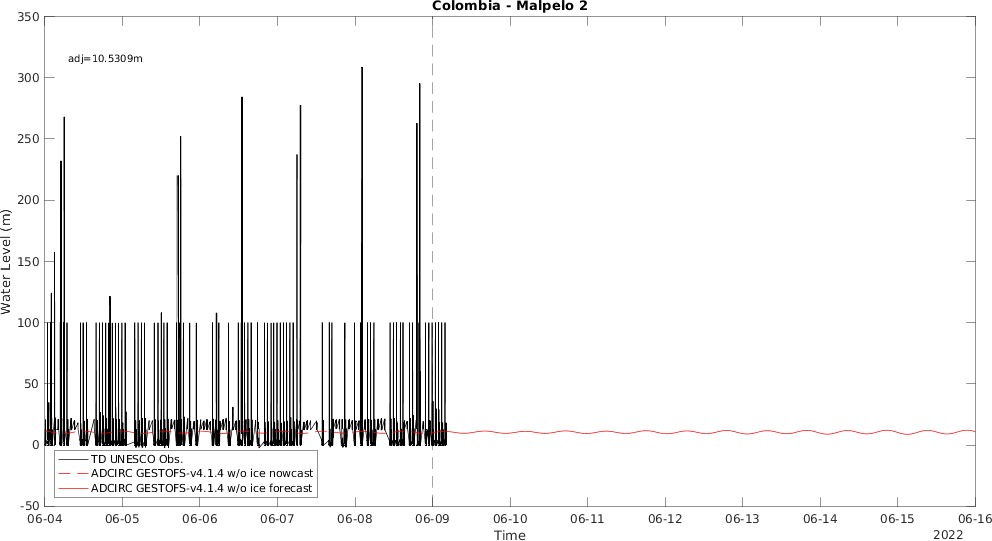 Colombia - Malpelo 2
adj=10.5309m
350
300
250
200
150
100
50
0
-50
Water Level (m)
TD UNESCO Obs.
ADCIRC GESTOFS-v4.1.4 w/o ice nowcast
ADCIRC GESTOFS-v4.1.4 w/o ice forecast
06-04 06-05 06-06 06-07 06-08 06-09 06-10 06-11 06-12 06-13 06-14 06-15 06-16
Time
2022